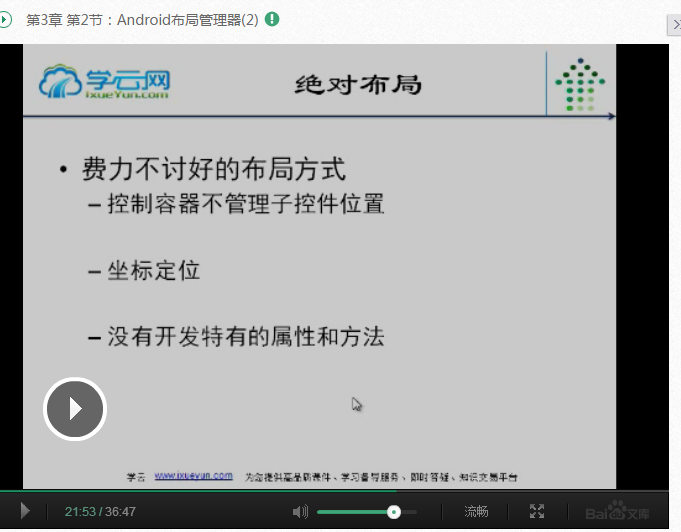 第3章 第2节：Android布局管理器(2)
学云网
ixueYun.com
绝对布局
• 费力不讨好的布局方式
– 控制容器不管理子控件位置
– 坐标定位
– 没有开发特有的属性和方法
学云 www.ixueyun.com 为您提供高品质课件、学习督导服务、即时答疑、知识交易平台
21:53 / 36:47
流畅
Bai 文库